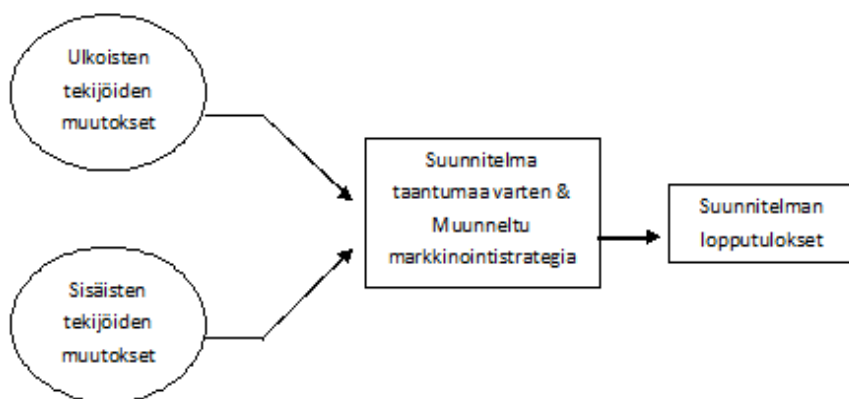 Ulkoisten
tekijöiden
muutokset
Suunnitelma
taantumaa varten &
Muunneltu
markkinointistrategia
Suunnitelman
lopputulokset
Sisäisten
tekijöiden
muutokset